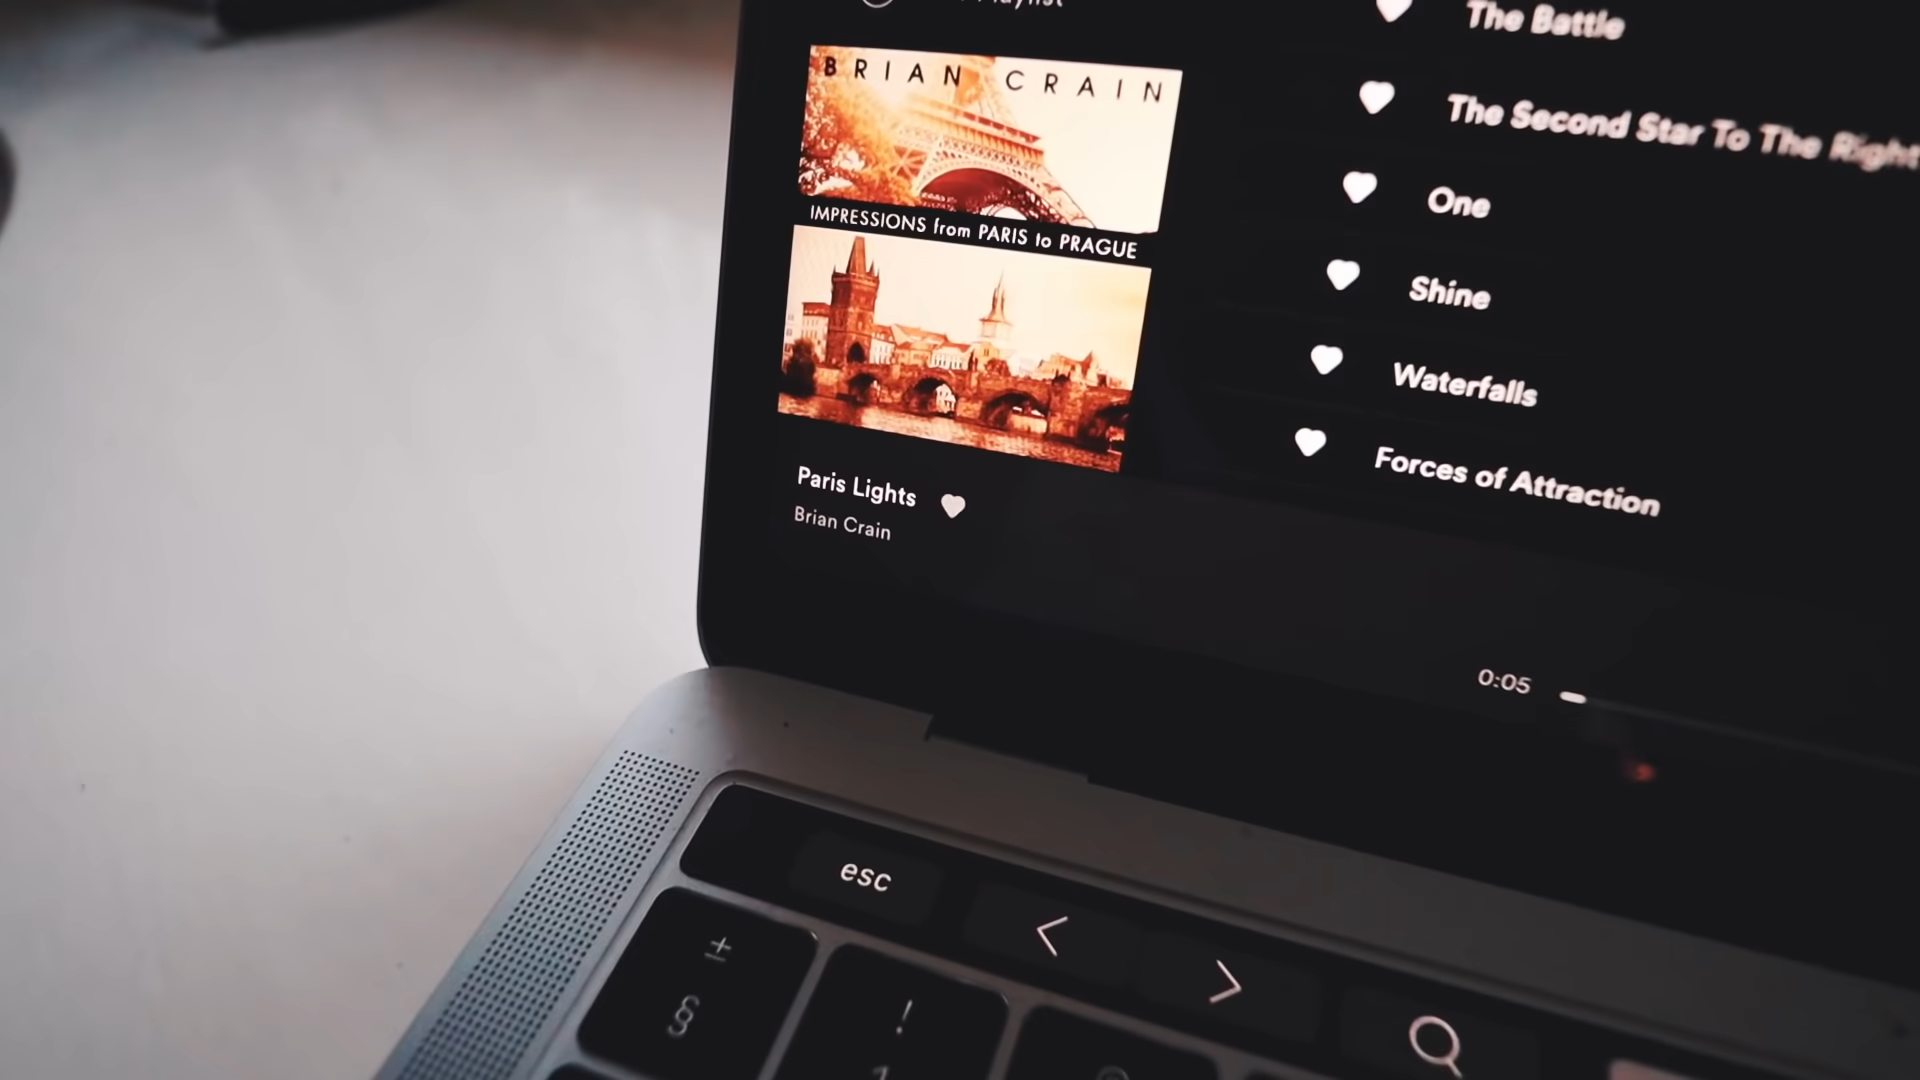 Playlist
BRIAN CRAIN
IMPRESSIONS from PARIS to PRAGUE
Paris Lights
Brian Crain
The Battle
The Second Star To The Right
One
Shine
Waterfalls
Forces of Attraction
0:05
esc
±
§
!